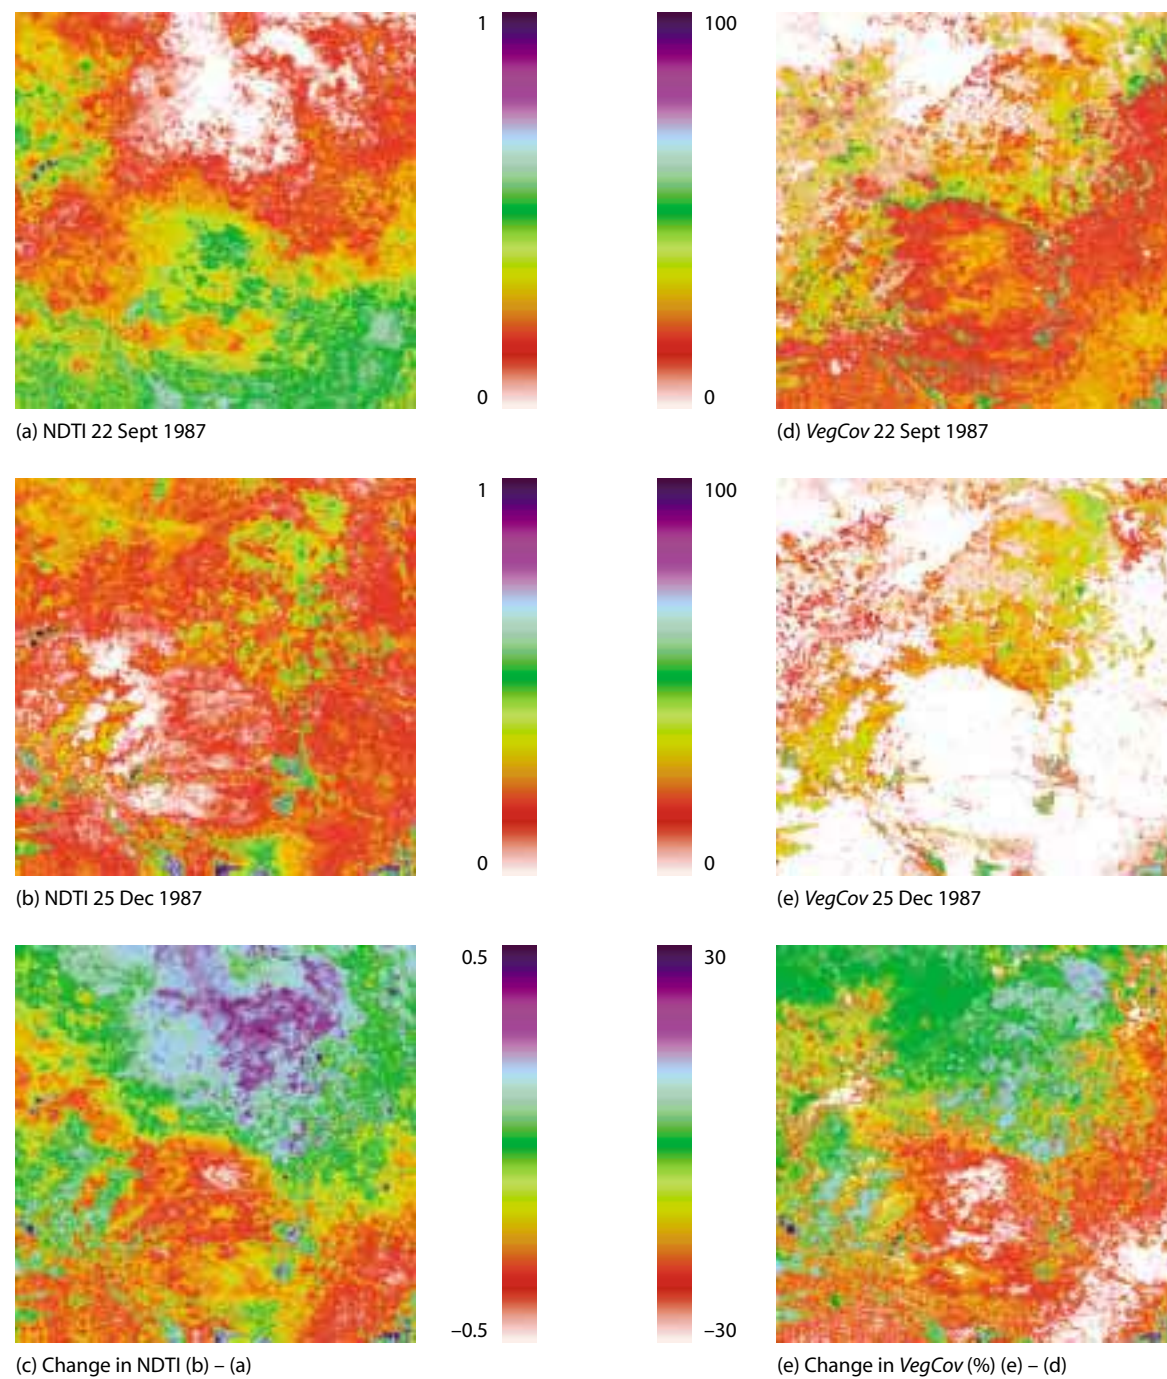 1
100
0
0
(a) NDTI 22 Sept 1987
(d) VegCov 22 Sept 1987
1
100
0
0
(b) NDTI 25 Dec 1987
(e) VegCov 25 Dec 1987
0.5
30
–0.5
–30
(c) Change in NDTI (b) – (a)
(e) Change in VegCov (%) (e) – (d)